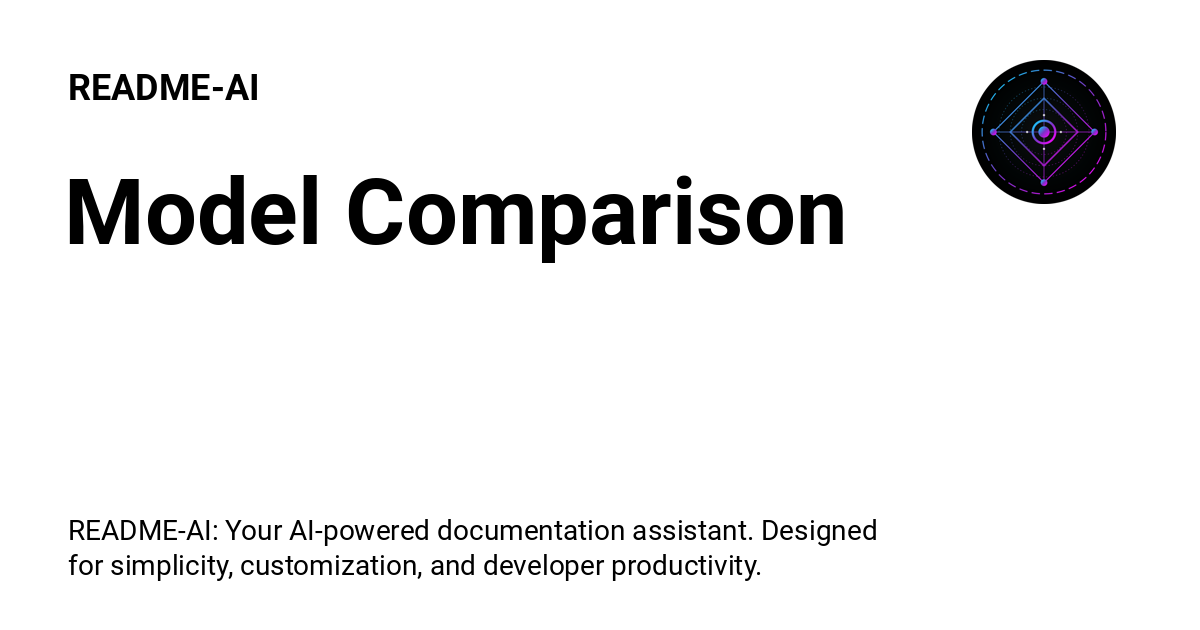 README-AI
Model Comparison
README-AI: Your AI-powered documentation assistant. Designed
for simplicity, customization, and developer productivity.